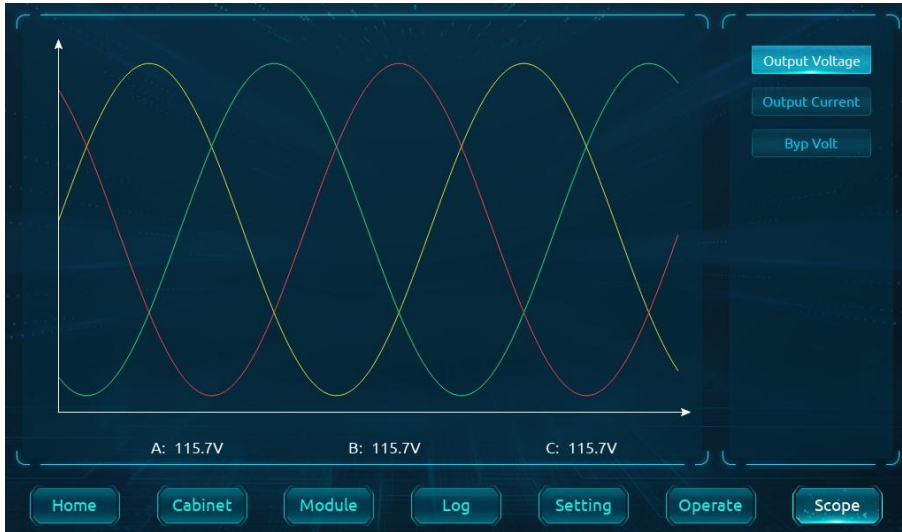 Output Voltage
Output Current
Byp Volt
A: 115.7V B: 115.7V C: 115.7V
Home Cabinet Module Log Setting Operate Scope